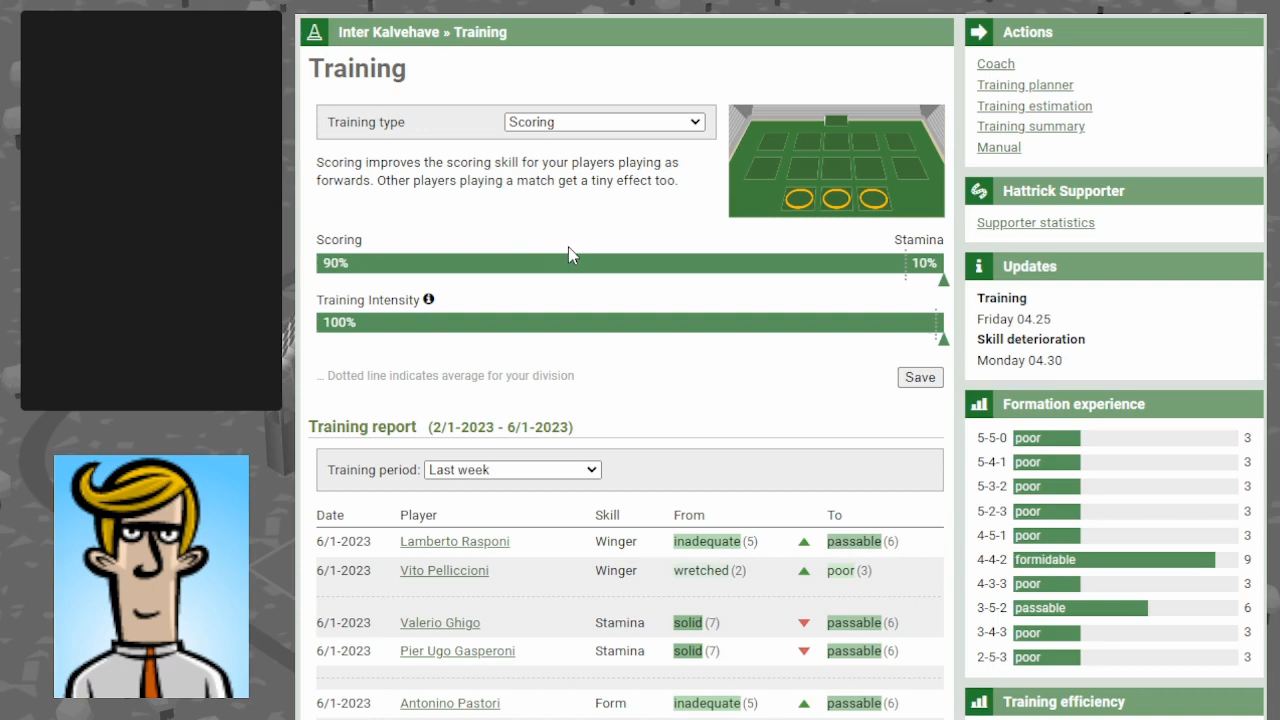 Inter Kalvehave » Training
Training
Training type Scoring
Scoring improves the scoring skill for your players playing as
forwards. Other players playing a match get a tiny effect too.
Scoring Stamina
90% 10%
Training Intensity
100%
... Dotted line indicates average for your division
Save
Training report (2/1-2023 - 6/1-2023)
Training period: Last week
Date Player Skill From To
6/1-2023 Lamberto Rasponi Winger inadequate (5) passable (6)
6/1-2023 Vito Pelliccioni Winger wretched (2) poor (3)
6/1-2023 Valerio Ghigo Stamina solid (7) passable (6)
6/1-2023 Pier Ugo Gasperoni Stamina solid (7) passable (6)
6/1-2023 Antonino Pastori Form inadequate (5) passable (6)
Actions
Coach
Training planner
Training estimation
Training summary
Manual
Hattrick Supporter
Supporter statistics
Updates
Training
Friday 04.25
Skill deterioration
Monday 04.30
Formation experience
5-5-0 poor 3
5-4-1 poor 3
5-3-2 poor 3
5-2-3 poor 3
4-5-1 poor 3
4-4-2 formidable 9
4-3-3 poor 3
3-5-2 passable 6
3-4-3 poor 3
2-5-3 poor 3
Training efficiency